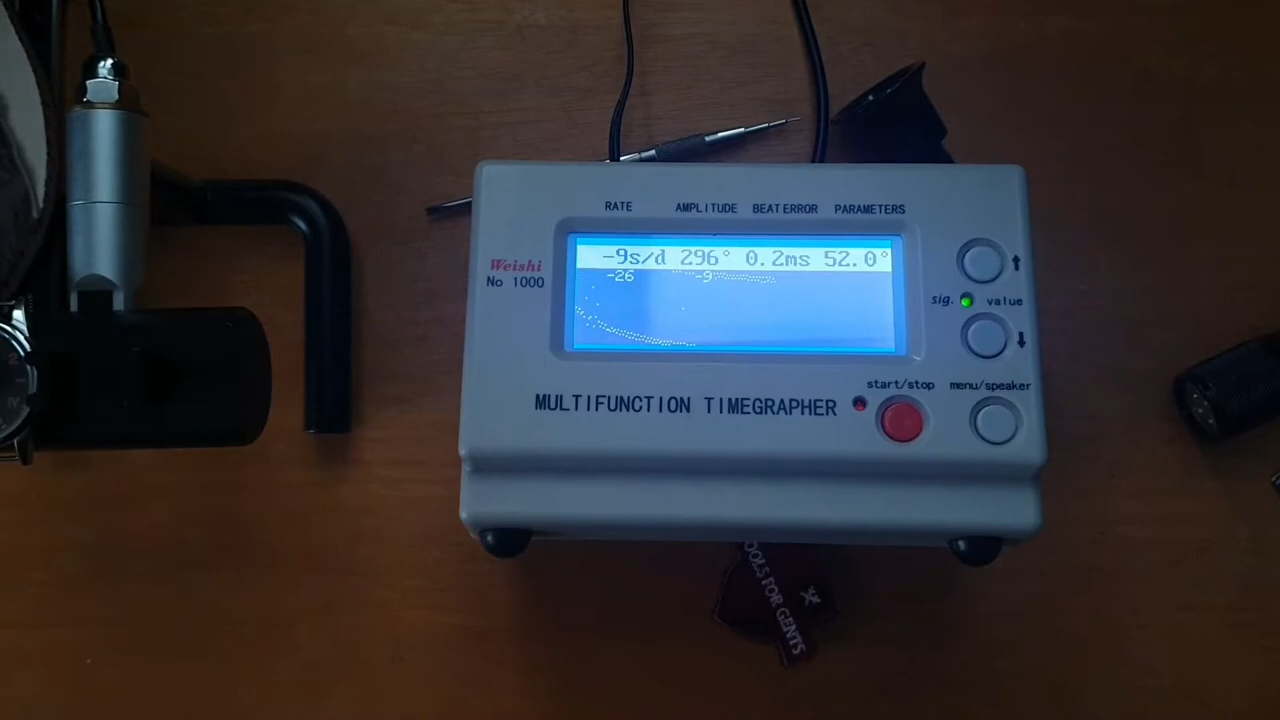 RATE AMPLITUDE BEAT ERROR PARAMETERS
-9s/d 296° 0.2ms 52.0°
-26 -9
Weishi
No 1000
sig. value
MULTIFUNCTION TIMEGRAPHER
start/stop menu/speaker
TOOLS FOR GENTS
IV